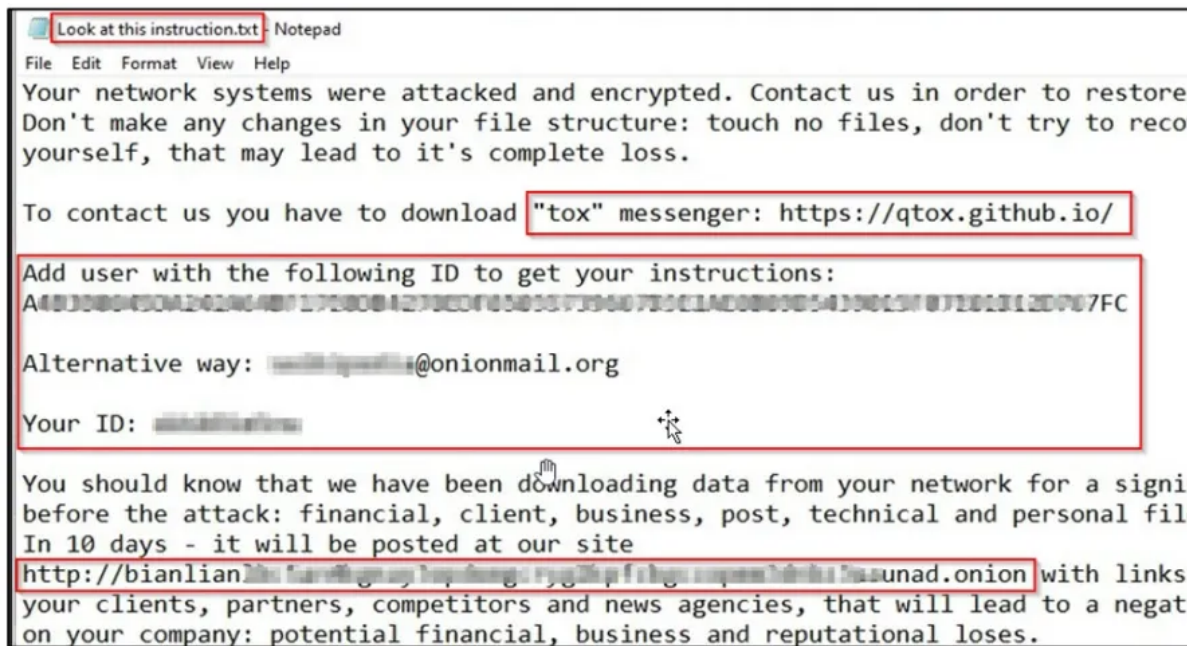 Look at this instruction.txt - Notepad
File Edit Format View Help
Your network systems were attacked and encrypted. Contact us in order to restore
Don't make any changes in your file structure: touch no files, don't try to reco
yourself, that may lead to it's complete loss.
To contact us you have to download "tox" messenger: https://qtox.github.io/
Add user with the following ID to get your instructions:
7FC
Alternative way: @onionmail.org
Your ID:
You should know that we have been downloading data from your network for a signi
before the attack: financial, client, business, post, technical and personal fil
In 10 days - it will be posted at our site
http://bianlian unad.onion with links
your clients, partners, competitors and news agencies, that will lead to a negat
on your company: potential financial, business and reputational loses.